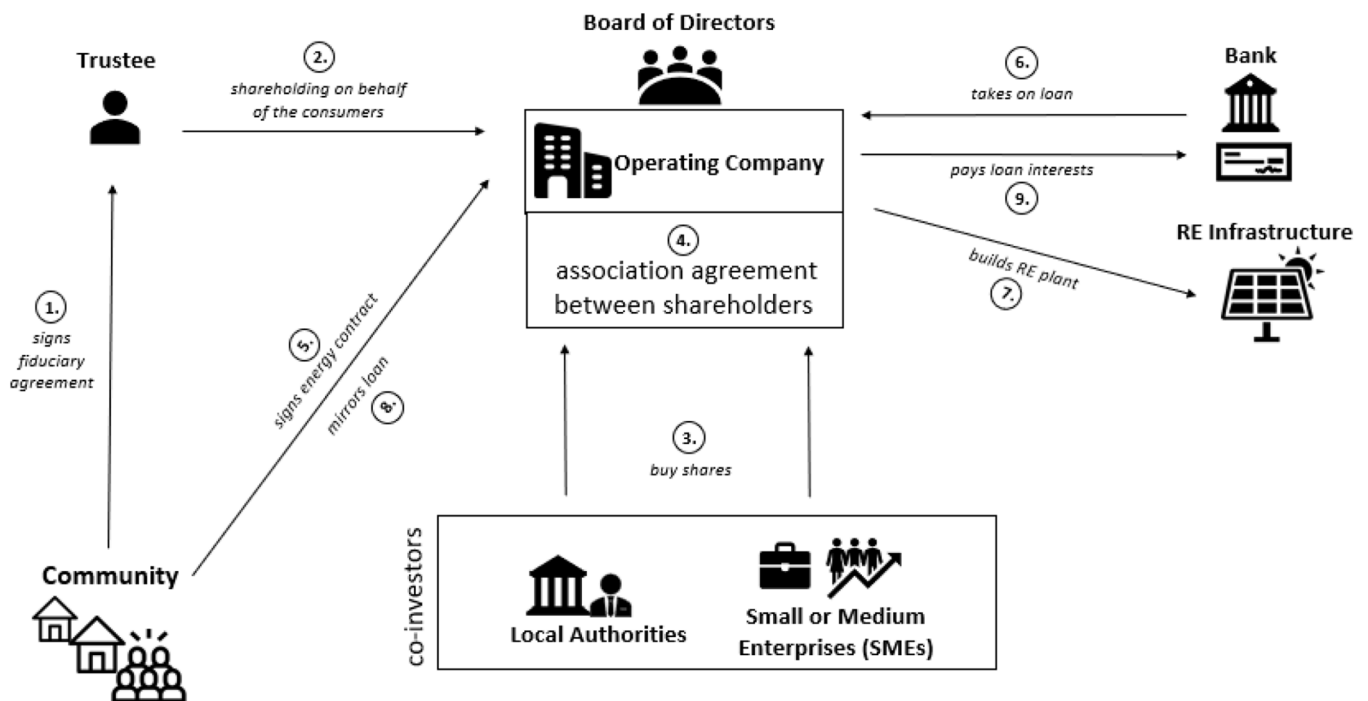 Board of Directors
Trustee
2.
shareholding on behalf
of the consumers
6.
takes on loan
Bank
Operating Company
pays loan interests
9.
RE Infrastructure
4.
association agreement
between shareholders
builds RE plant
7.
1.
signs
fiduciary
agreement
5.
signs energy contract
mirrors loan
8.
3.
buy shares
Community
co-investors
Local Authorities
Small or Medium
Enterprises (SMEs)